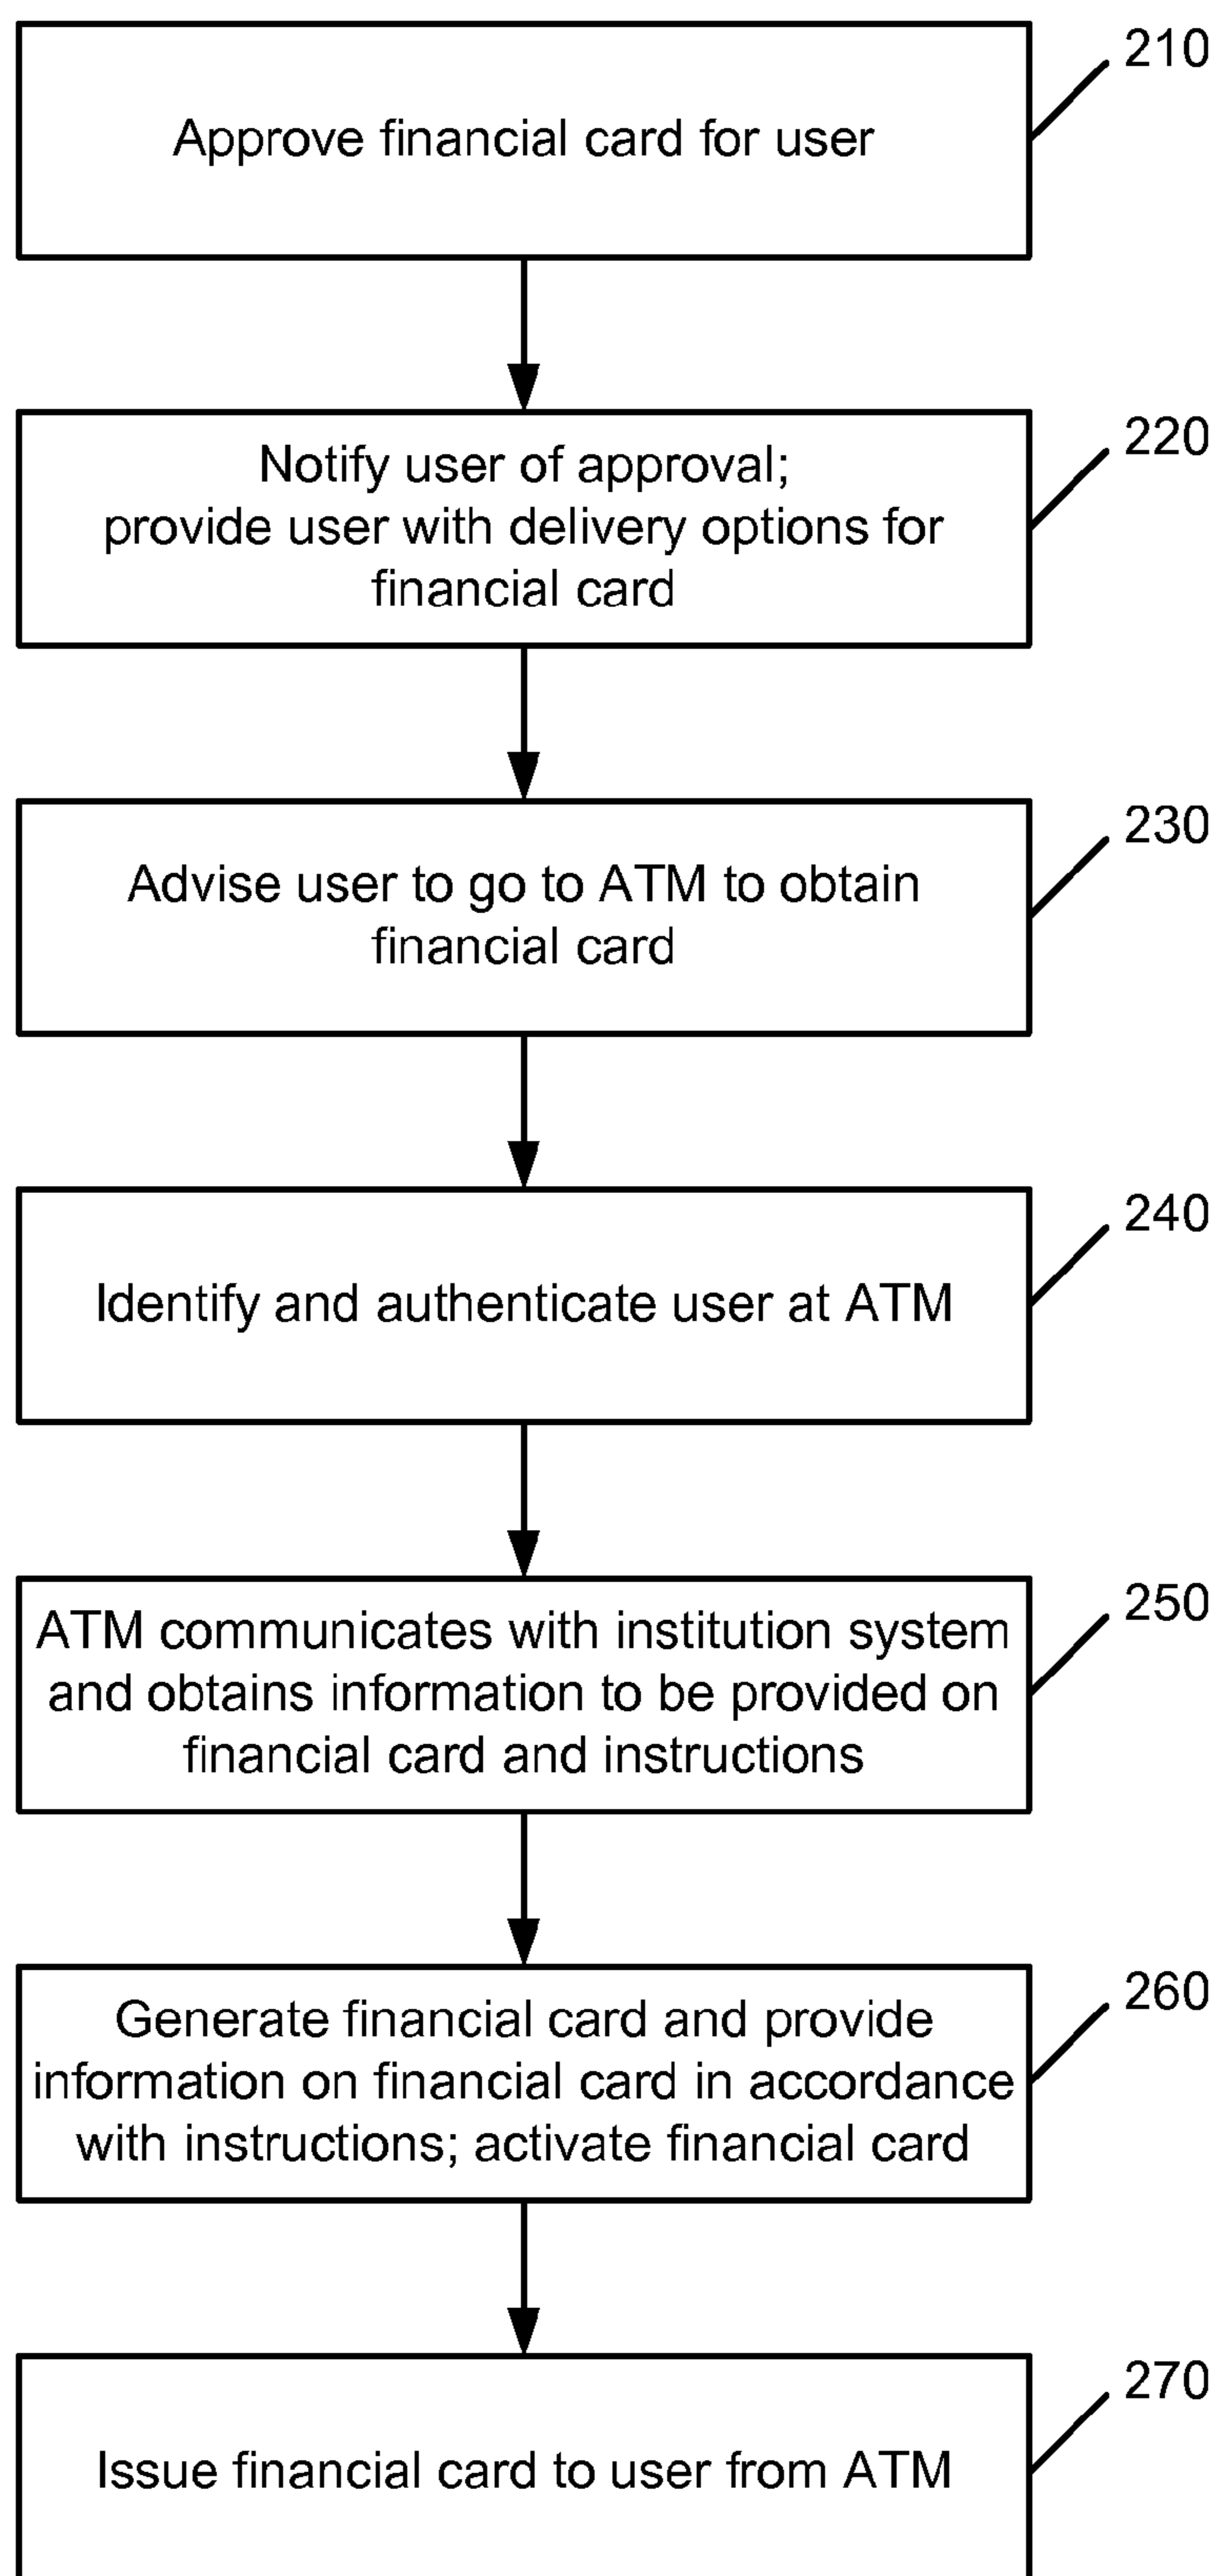 210
Approve financial card for user
220
Notify user of approval;
provide user with delivery options for
financial card
230
Advise user to go to ATM to obtain
financial card
240
Identify and authenticate user at ATM
250
ATM communicates with institution system
and obtains information to be provided on
financial card and instructions
260
Generate financial card and provide
information on financial card in accordance
with instructions; activate financial card
270
Issue financial card to user from ATM